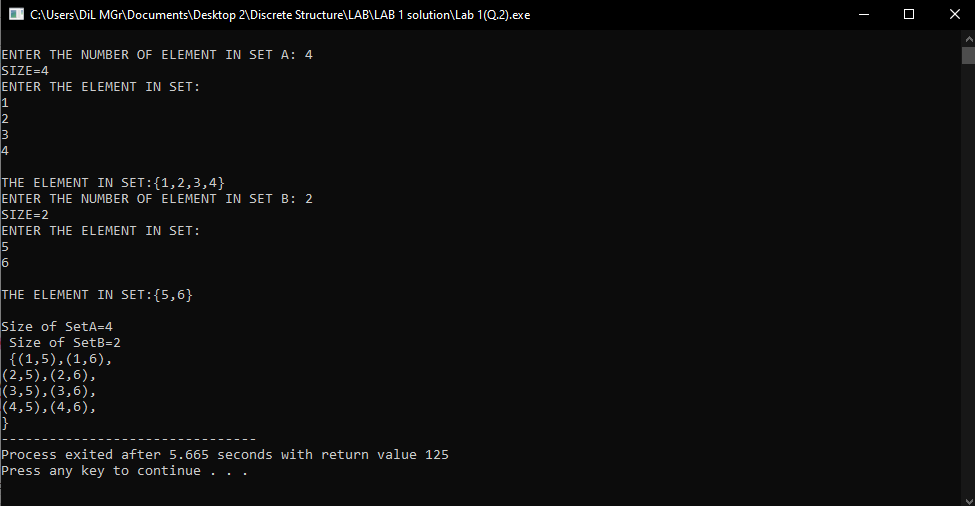 C:\Users\DiL MGr\Documents\Desktop 2\Discrete Structure\LAB\LAB 1 solution\Lab 1(Q.2).exe
ENTER THE NUMBER OF ELEMENT IN SET A: 4
SIZE=4
ENTER THE ELEMENT IN SET:
1
2
3
4
THE ELEMENT IN SET:{1,2,3,4}
ENTER THE NUMBER OF ELEMENT IN SET B: 2
SIZE=2
ENTER THE ELEMENT IN SET:
5
6
THE ELEMENT IN SET:{5,6}
Size of SetA=4
Size of SetB=2
{(1,5),(1,6),
(2,5),(2,6),
(3,5),(3,6),
(4,5),(4,6),
}
--------------------------------
Process exited after 5.665 seconds with return value 125
Press any key to continue . . .